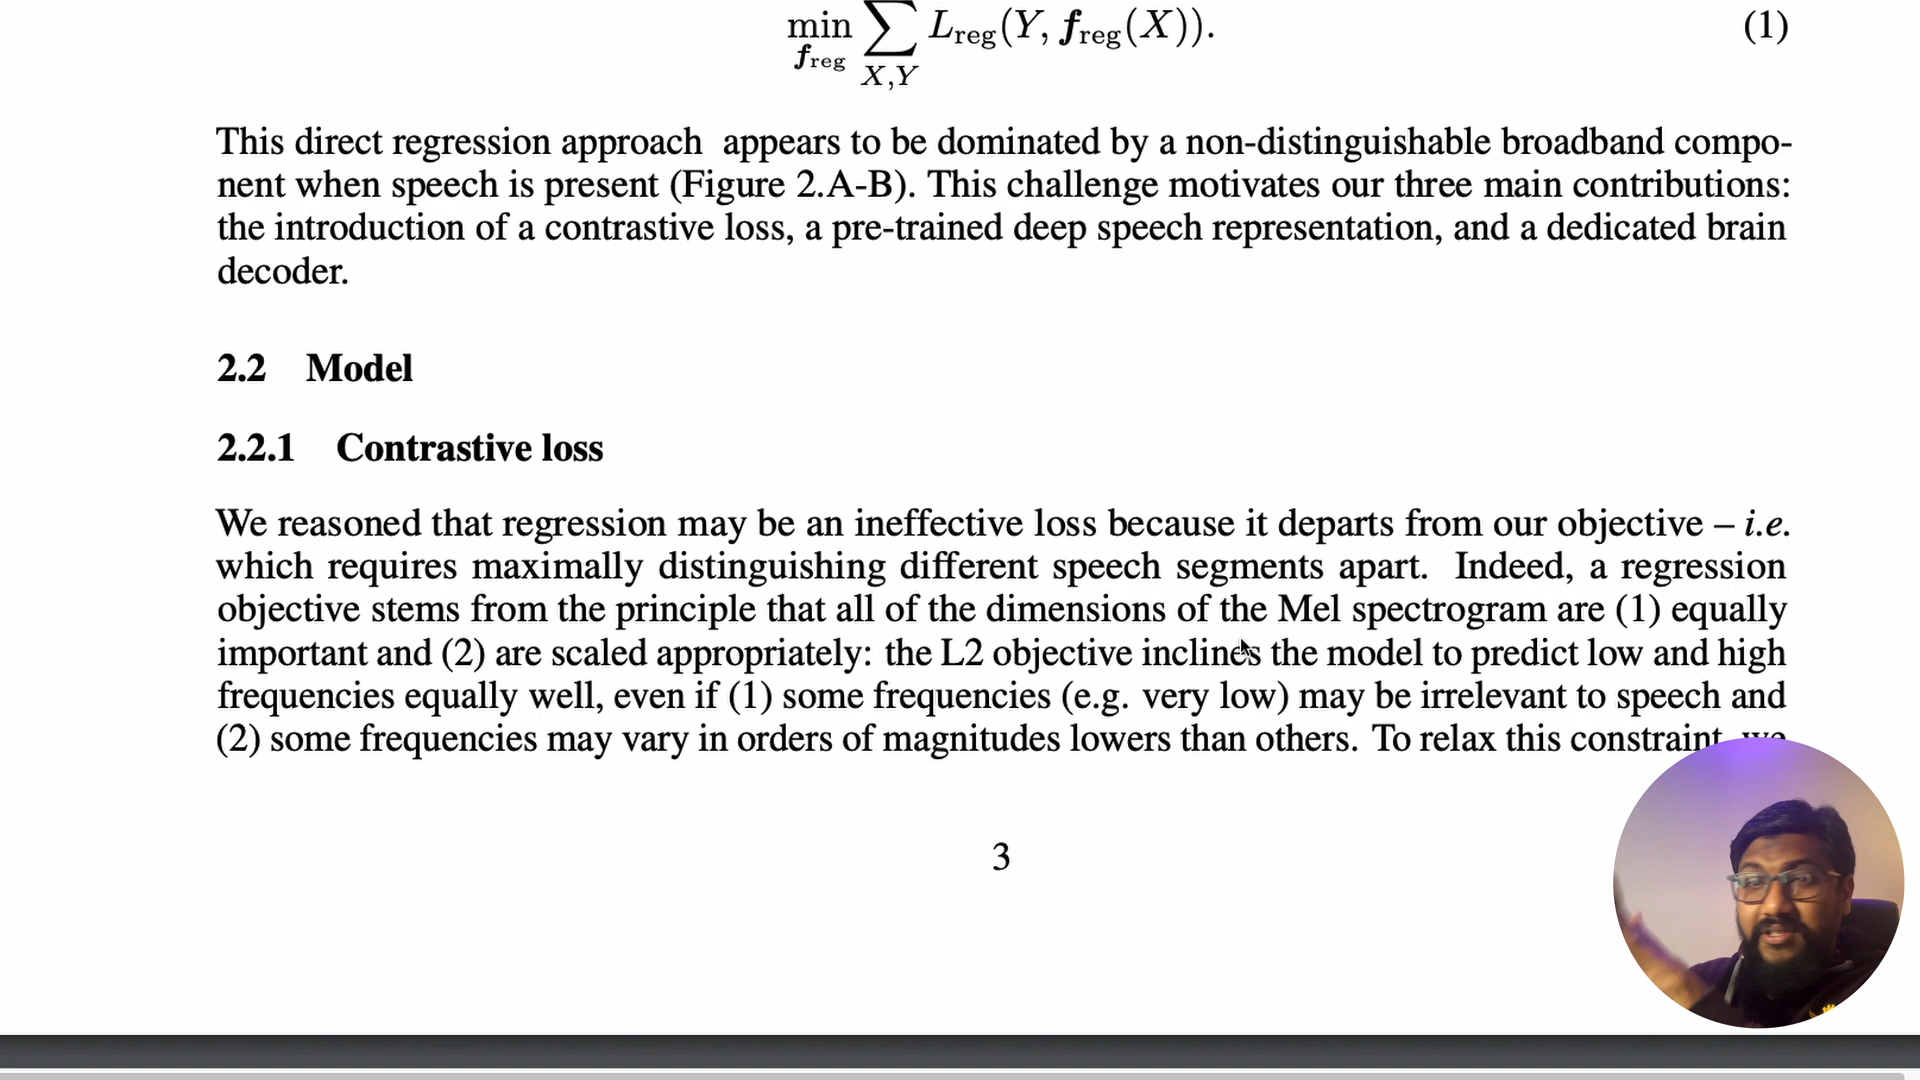 min ∑ L_reg(Y, f_reg(X)). (1)
f_reg X,Y
This direct regression approach appears to be dominated by a non-distinguishable broadband compo-
nent when speech is present (Figure 2.A-B). This challenge motivates our three main contributions:
the introduction of a contrastive loss, a pre-trained deep speech representation, and a dedicated brain
decoder.
2.2 Model
2.2.1 Contrastive loss
We reasoned that regression may be an ineffective loss because it departs from our objective – i.e.
which requires maximally distinguishing different speech segments apart. Indeed, a regression
objective stems from the principle that all of the dimensions of the Mel spectrogram are (1) equally
important and (2) are scaled appropriately: the L2 objective inclines the model to predict low and high
frequencies equally well, even if (1) some frequencies (e.g. very low) may be irrelevant to speech and
(2) some frequencies may vary in orders of magnitudes lowers than others. To relax this constraint, we
3